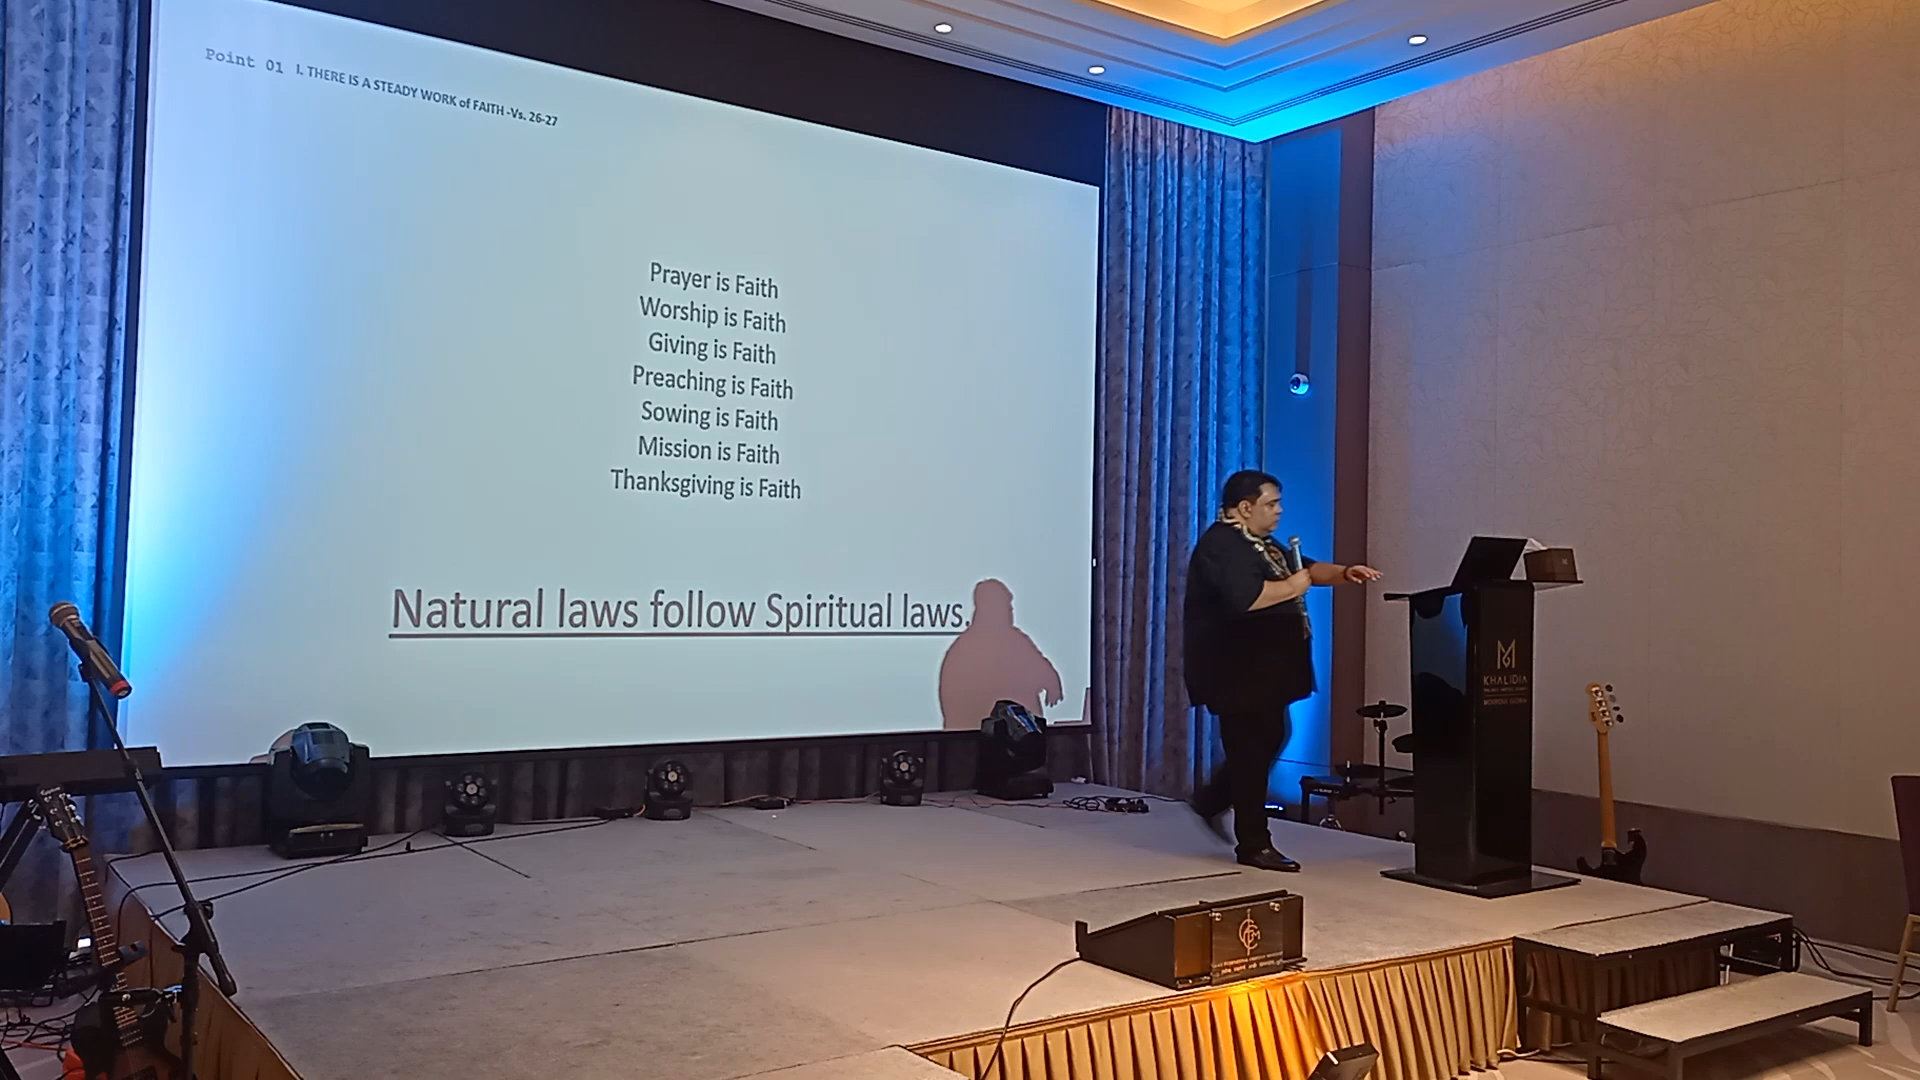 Point 01 I. THERE IS A STEADY WORK of FAITH -Vs. 26-27
Prayer is Faith
Worship is Faith
Giving is Faith
Preaching is Faith
Sowing is Faith
Mission is Faith
Thanksgiving is Faith
Natural laws follow Spiritual laws.
KHALIDIA